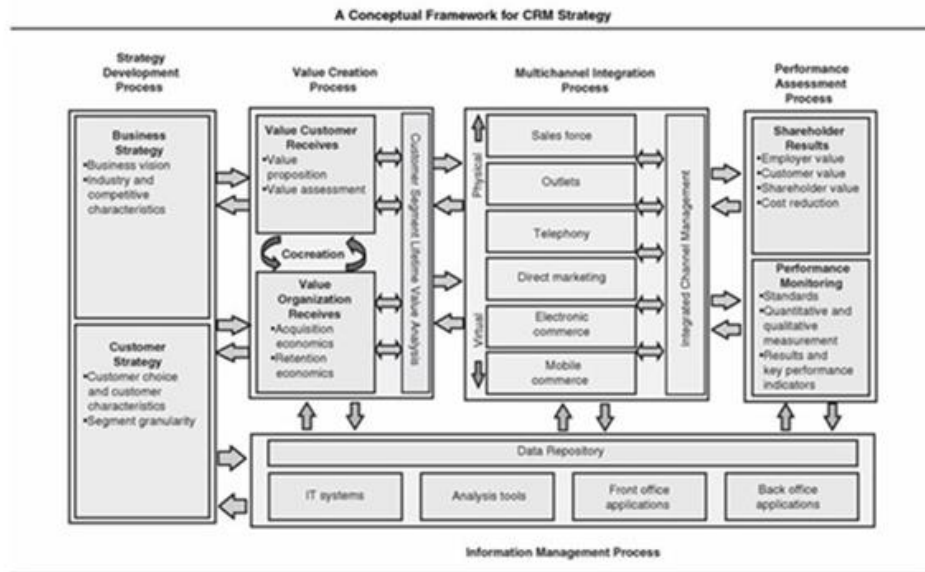 A Conceptual Framework for CRM Strategy
Strategy
Development
Process
Value Creation
Process
Multichannel Integration
Process
Performance
Assessment
Process
Business
Strategy
•Business vision
•Industry and
competitive
characteristics
Customer
Strategy
•Customer choice
and customer
characteristics
•Segment granularity
Value Customer
Receives
•Value
proposition
•Value assessment
Cocreation
Value
Organization
Receives
•Acquisition
economics
•Retention
economics
Customer Segment Lifetime Value Analysis
Physical
Virtual
Sales force
Outlets
Telephony
Direct marketing
Electronic
commerce
Mobile
commerce
Integrated Channel Management
Shareholder
Results
•Employer value
•Customer value
•Shareholder value
•Cost reduction
Performance
Monitoring
•Standards
•Quantitative and
qualitative
measurement
•Results and
key performance
indicators
Data Repository
IT systems
Analysis tools
Front office
applications
Back office
applications
Information Management Process